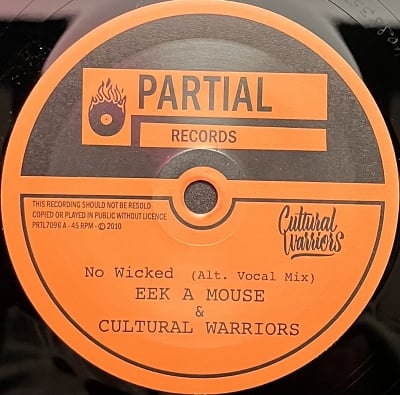 PARTIAL
RECORDS
THIS RECORDING SHOULD NOT BE RESOLD
COPIED OR PLAYED IN PUBLIC WITHOUT LICENCE
PRTL7096 A - 45 RPM - © 2010
Cultural
Warriors
No Wicked (Alt. Vocal Mix)
EEK A MOUSE
&
CULTURAL WARRIORS